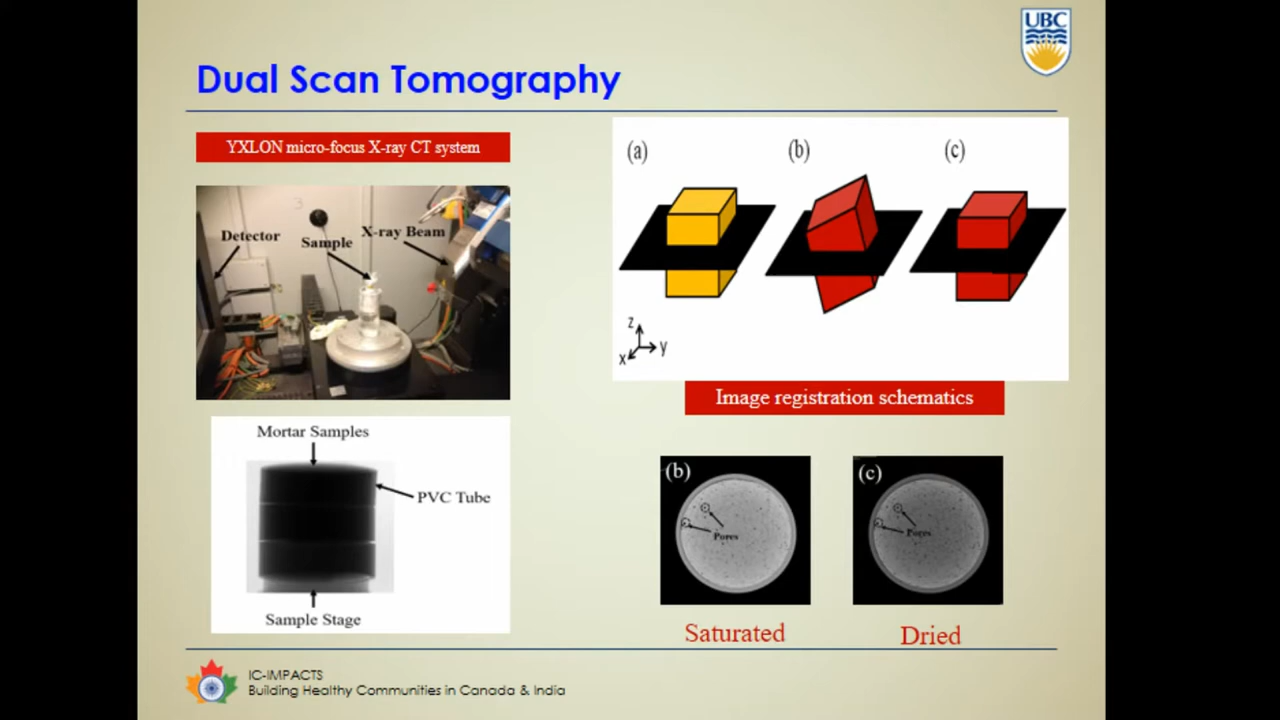 UBC
Dual Scan Tomography
YXLON micro-focus X-ray CT system
Detector
Sample
X-ray Beam
3
Mortar Samples
PVC Tube
Sample Stage
(a)
(b)
(c)
z
y
x
Image registration schematics
(b)
Pores
(c)
Pores
Saturated
Dried
IC-IMPACTS
Building Healthy Communities in Canada & India